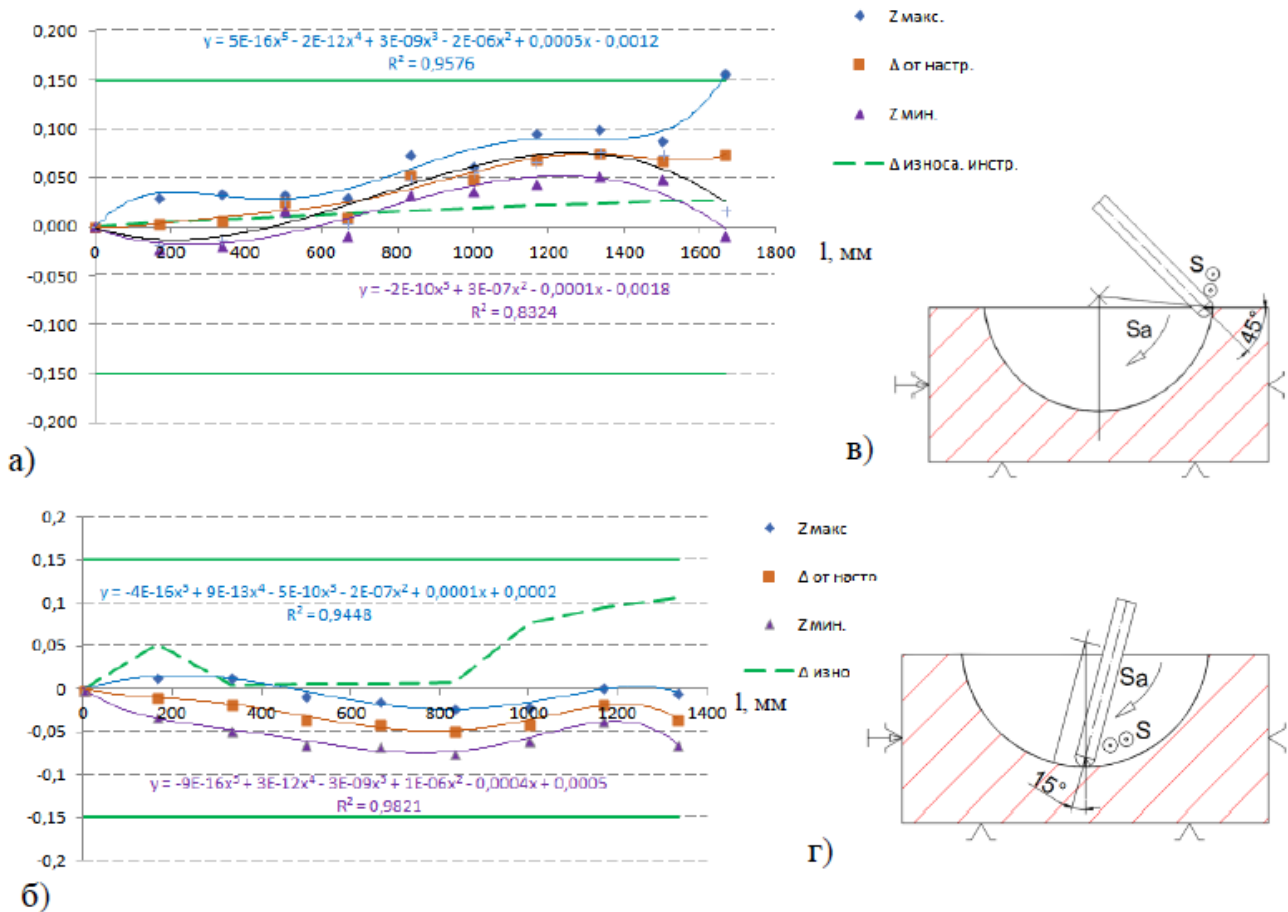 0,200
0,150
0,100
0,050
0,000
-0,050
-0,100
-0,150
-0,200
y = 5E-16x⁵ - 2E-12x⁴ + 3E-09x³ - 2E-06x² + 0,0005x - 0,0012
R² = 0,9576
0 200 400 600 800 1000 1200 1400 1600 1800
l, мм
y = -2E-10x³ + 3E-07x² - 0,0001x - 0,0018
R² = 0,8324
Z макс.
Δ от настр.
Z мин.
Δ износа. инстр.
а)
S
Sa
45°
в)
0,2
0,15
0,1
0,05
0
-0,05
-0,1
-0,15
-0,2
y = -4E-16x⁵ + 9E-13x⁴ - 5E-10x³ - 2E-07x² + 0,0001x + 0,0002
R² = 0,9448
0 200 400 600 800 1000 1200 1400
l, мм
y = -9E-16x⁵ + 3E-12x⁴ - 3E-09x³ + 1E-06x² - 0,0004x + 0,0005
R² = 0,9821
Z макс
Δ от настр
Z мин.
Δ изно
б)
Sa
S
15°
г)